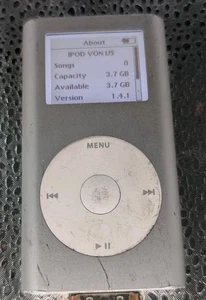 About
IPOD VON US
Songs 0
Capacity 3.7 GB
Available 3.7 GB
Version 1.4.1
MENU